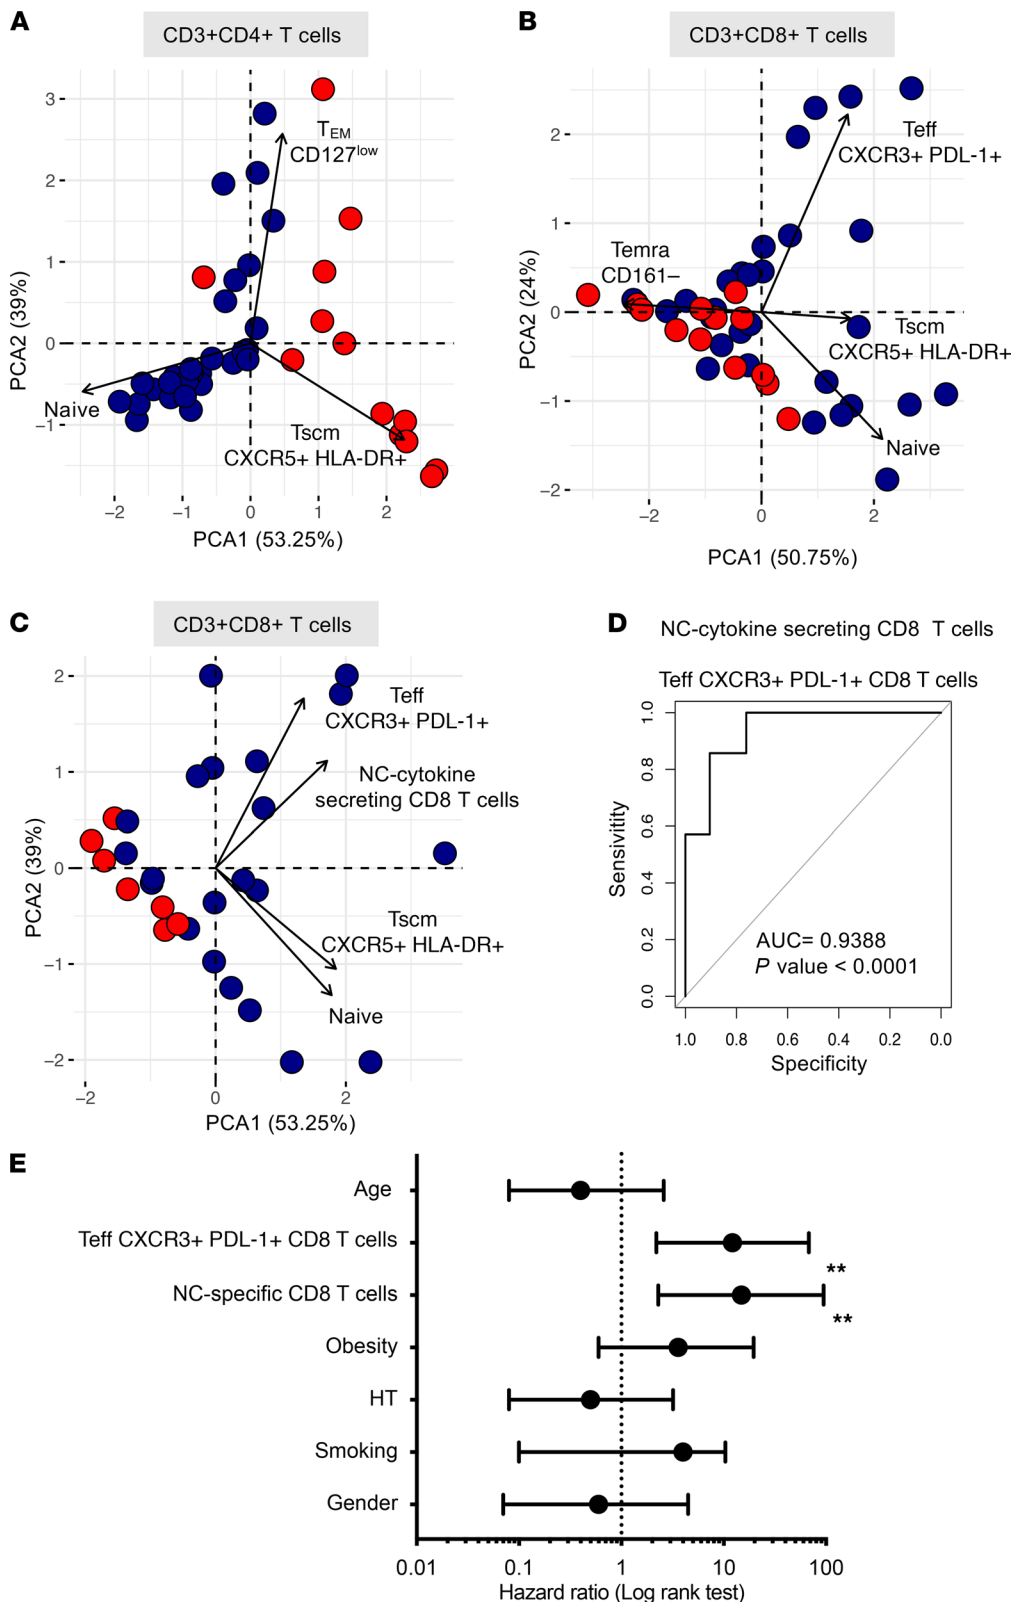 A
CD3+CD4+ T cells
3
2
1
0
−1
−2
−1
0
1
2
PCA2 (39%)
PCA1 (53.25%)
TEM
CD127low
Naive
Tscm
CXCR5+ HLA-DR+
B
CD3+CD8+ T cells
2
1
0
−1
−2
−2
0
2
PCA2 (24%)
PCA1 (50.75%)
Teff
CXCR3+ PDL-1+
Temra
CD161−
Tscm
CXCR5+ HLA-DR+
Naive
C
CD3+CD8+ T cells
2
1
0
−1
−2
−2
0
2
PCA2 (39%)
PCA1 (53.25%)
Teff
CXCR3+ PDL-1+
NC-cytokine
secreting CD8 T cells
Tscm
CXCR5+ HLA-DR+
Naive
D
NC-cytokine secreting CD8 T cells
Teff CXCR3+ PDL-1+ CD8 T cells
1.0
0.8
0.6
0.4
0.2
0.0
Sensivitity
AUC= 0.9388
P value < 0.0001
1.0 0.8 0.6 0.4 0.2 0.0
Specificity
E
Age
Teff CXCR3+ PDL-1+ CD8 T cells
**
NC-specific CD8 T cells
**
Obesity
HT
Smoking
Gender
0.01 0.1 1 10 100
Hazard ratio (Log rank test)